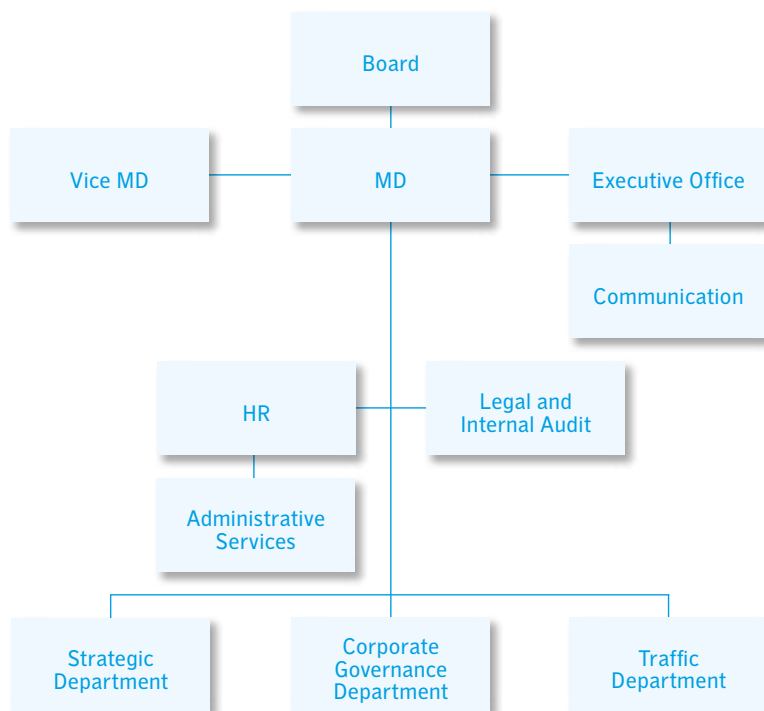 Board
Vice MD
MD
Executive Office
Communication
HR
Legal and
Internal Audit
Administrative
Services
Strategic
Department
Corporate
Governance
Department
Traffic
Department